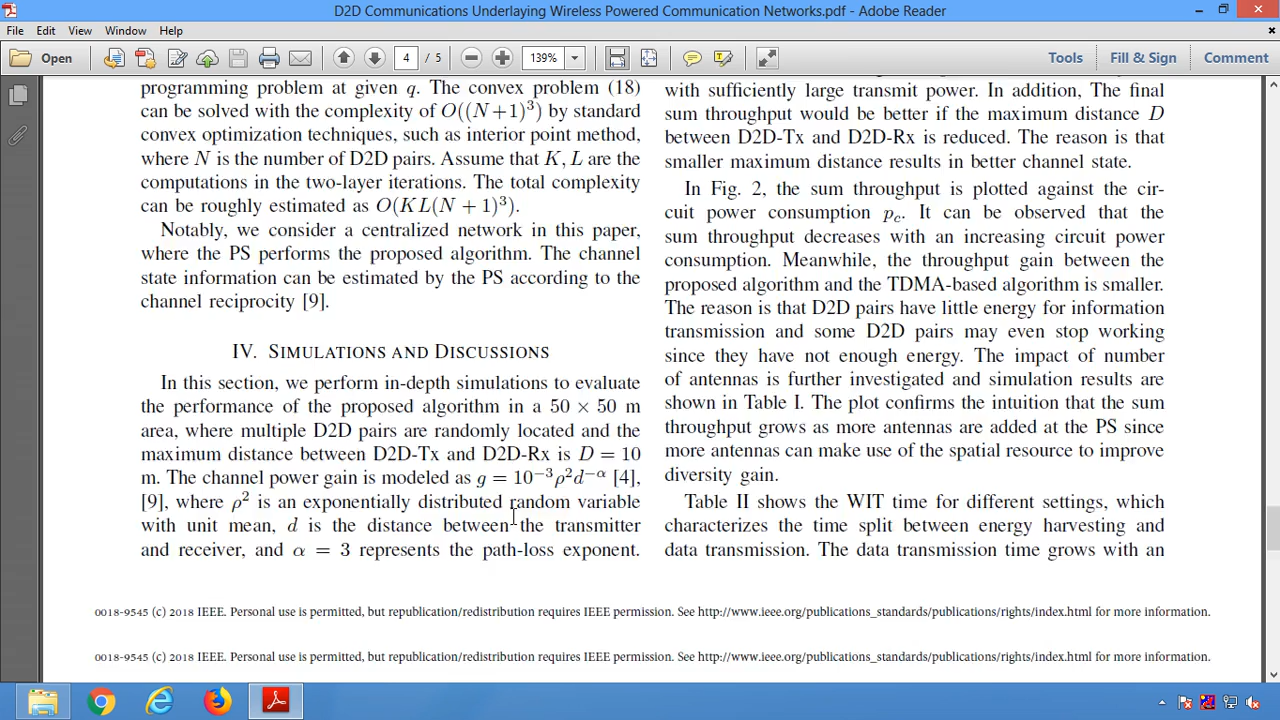 D2D Communications Underlaying Wireless Powered Communication Networks.pdf - Adobe Reader
File Edit View Window Help
Open 4 / 5 139% Tools Fill & Sign Comment
programming problem at given q. The convex problem (18)
can be solved with the complexity of O((N+1)³) by standard
convex optimization techniques, such as interior point method,
where N is the number of D2D pairs. Assume that K, L are the
computations in the two-layer iterations. The total complexity
can be roughly estimated as O(KL(N + 1)³).
Notably, we consider a centralized network in this paper,
where the PS performs the proposed algorithm. The channel
state information can be estimated by the PS according to the
channel reciprocity [9].
IV. SIMULATIONS AND DISCUSSIONS
In this section, we perform in-depth simulations to evaluate
the performance of the proposed algorithm in a 50 × 50 m
area, where multiple D2D pairs are randomly located and the
maximum distance between D2D-Tx and D2D-Rx is D = 10
m. The channel power gain is modeled as g = 10⁻³ρ²d⁻ᵅ [4],
[9], where ρ² is an exponentially distributed random variable
with unit mean, d is the distance between the transmitter
and receiver, and α = 3 represents the path-loss exponent.
with sufficiently large transmit power. In addition, The final
sum throughput would be better if the maximum distance D
between D2D-Tx and D2D-Rx is reduced. The reason is that
smaller maximum distance results in better channel state.
In Fig. 2, the sum throughput is plotted against the cir-
cuit power consumption p_c. It can be observed that the
sum throughput decreases with an increasing circuit power
consumption. Meanwhile, the throughput gain between the
proposed algorithm and the TDMA-based algorithm is smaller.
The reason is that D2D pairs have little energy for information
transmission and some D2D pairs may even stop working
since they have not enough energy. The impact of number
of antennas is further investigated and simulation results are
shown in Table I. The plot confirms the intuition that the sum
throughput grows as more antennas are added at the PS since
more antennas can make use of the spatial resource to improve
diversity gain.
Table II shows the WIT time for different settings, which
characterizes the time split between energy harvesting and
data transmission. The data transmission time grows with an
0018-9545 (c) 2018 IEEE. Personal use is permitted, but republication/redistribution requires IEEE permission. See http://www.ieee.org/publications_standards/publications/rights/index.html for more information.
0018-9545 (c) 2018 IEEE. Personal use is permitted, but republication/redistribution requires IEEE permission. See http://www.ieee.org/publications_standards/publications/rights/index.html for more information.